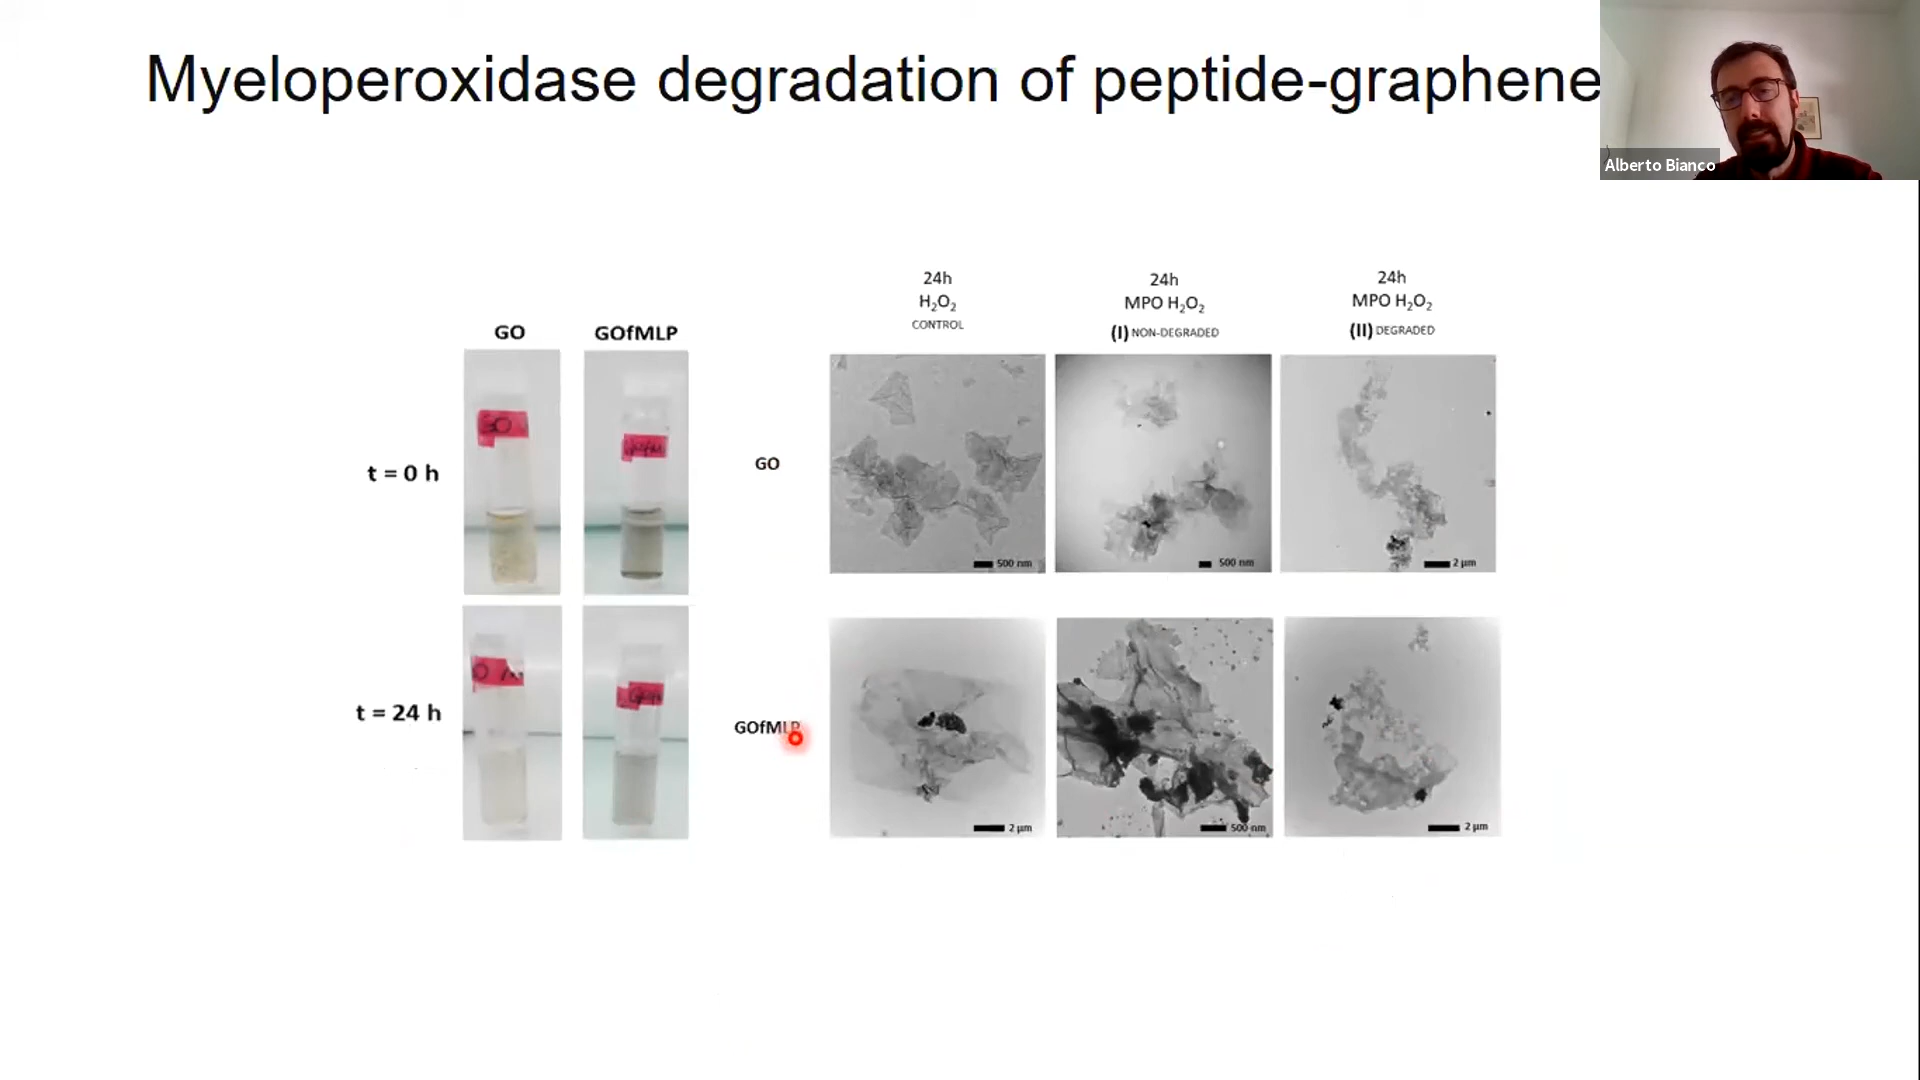 Myeloperoxidase degradation of peptide-graphene
Alberto Bianco
24h
H₂O₂
CONTROL
24h
MPO H₂O₂
(I) NON-DEGRADED
24h
MPO H₂O₂
(II) DEGRADED
GO
GOfMLP
t = 0 h
GO
GO
500 nm
500 nm
2 µm
t = 24 h
GOfMLP
2 µm
500 nm
2 µm